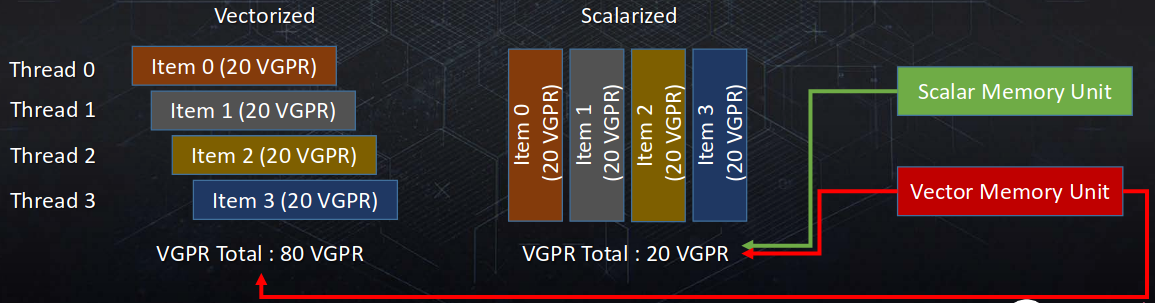 Vectorized
Scalarized
Thread 0
Item 0 (20 VGPR)
Thread 1
Item 1 (20 VGPR)
Thread 2
Item 2 (20 VGPR)
Thread 3
Item 3 (20 VGPR)
VGPR Total : 80 VGPR
Item 0
(20 VGPR)
Item 1
(20 VGPR)
Item 2
(20 VGPR)
Item 3
(20 VGPR)
VGPR Total : 20 VGPR
Scalar Memory Unit
Vector Memory Unit